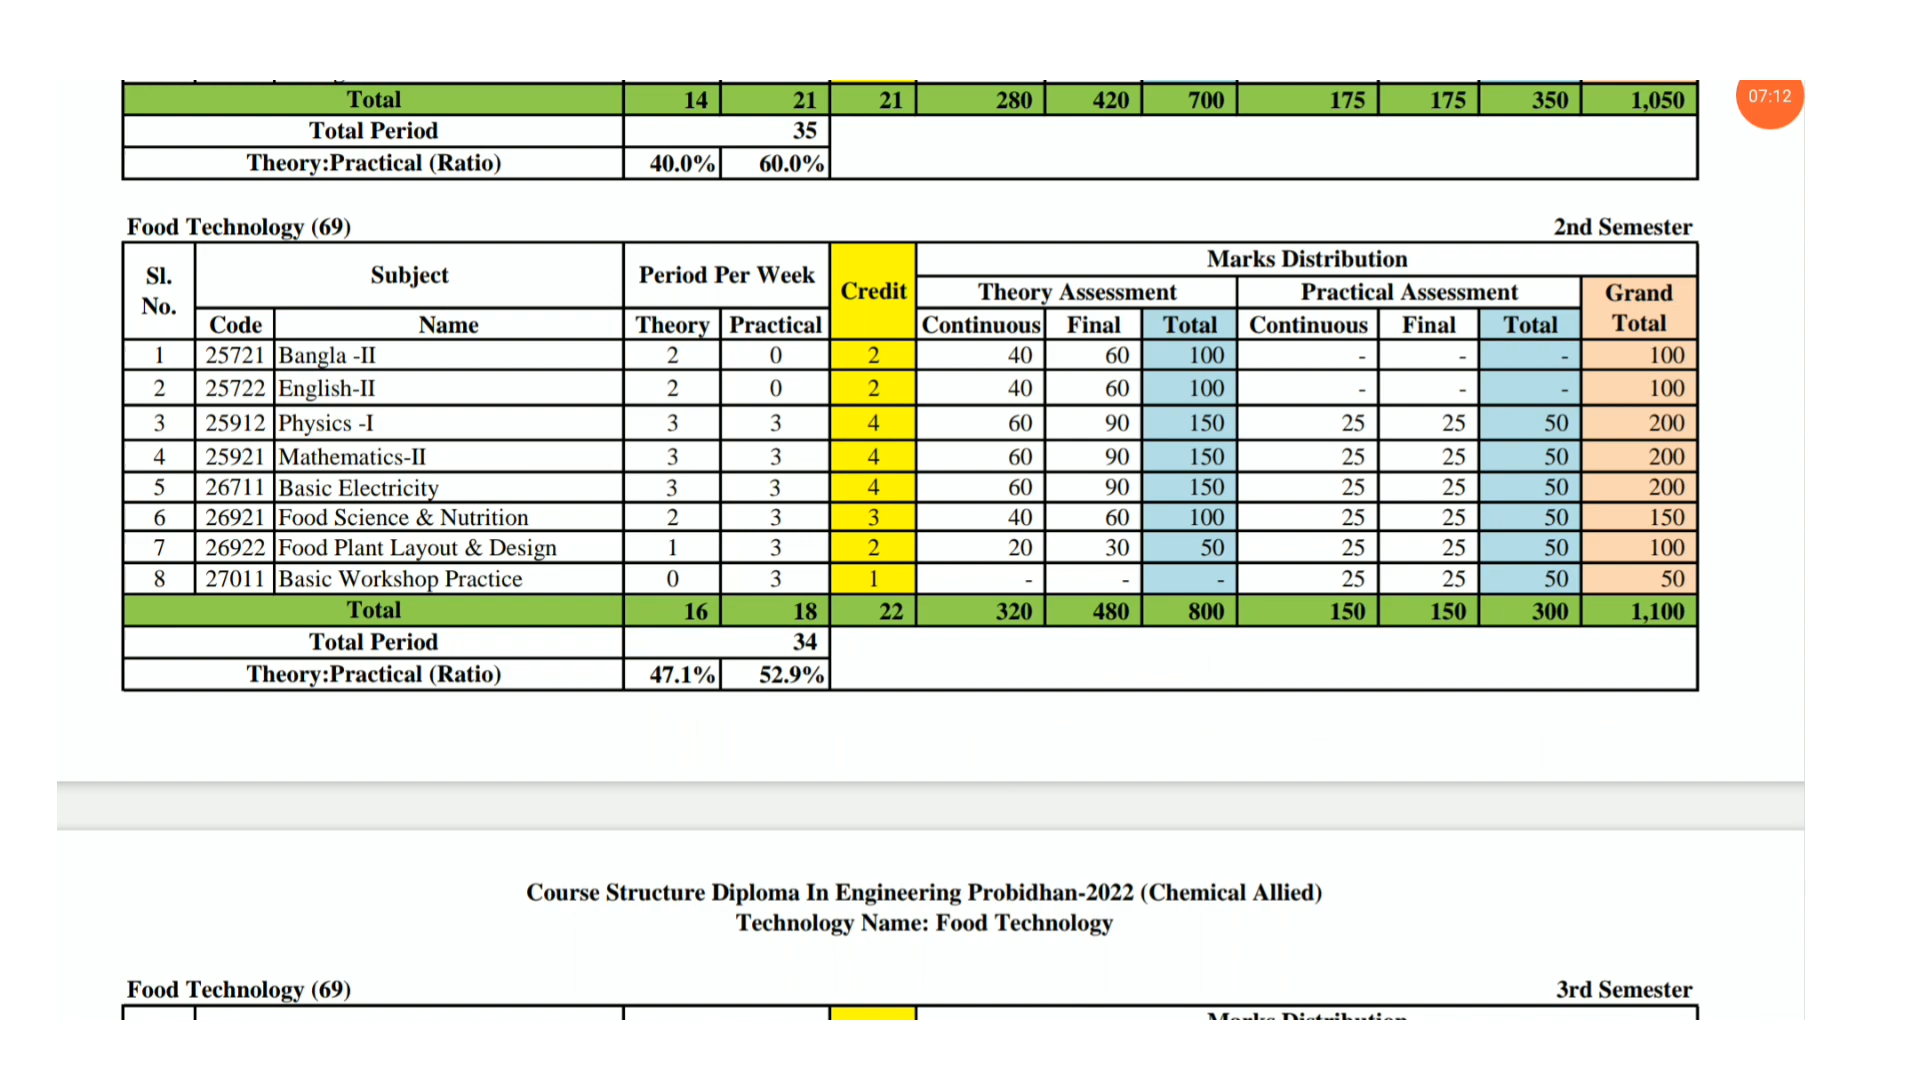 Total 14 21 21 280 420 700 175 175 350 1,050
07:12
Total Period 35
Theory:Practical (Ratio) 40.0% 60.0%
Food Technology (69) 2nd Semester
Sl. No. Subject Period Per Week Credit Marks Distribution
Theory Assessment Practical Assessment Grand Total
Code Name Theory Practical Continuous Final Total Continuous Final Total
1 25721 Bangla -II 2 0 2 40 60 100 - - - 100
2 25722 English-II 2 0 2 40 60 100 - - - 100
3 25912 Physics -I 3 3 4 60 90 150 25 25 50 200
4 25921 Mathematics-II 3 3 4 60 90 150 25 25 50 200
5 26711 Basic Electricity 3 3 4 60 90 150 25 25 50 200
6 26921 Food Science & Nutrition 2 3 3 40 60 100 25 25 50 150
7 26922 Food Plant Layout & Design 1 3 2 20 30 50 25 25 50 100
8 27011 Basic Workshop Practice 0 3 1 - - - 25 25 50 50
Total 16 18 22 320 480 800 150 150 300 1,100
Total Period 34
Theory:Practical (Ratio) 47.1% 52.9%
Course Structure Diploma In Engineering Probidhan-2022 (Chemical Allied)
Technology Name: Food Technology
Food Technology (69) 3rd Semester
Marks Distribution